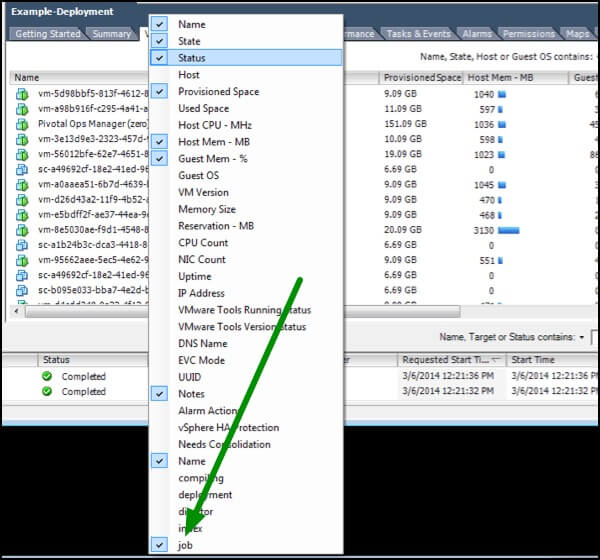 Example-Deployment
Getting Started Summary V rmance Tasks & Events Alarms Permissions Maps
Name, State, Host or Guest OS contains:
Name Provisioned Space Host Mem - MB Guest
vm-5d98bbf5-813f-4612-8 9.09 GB 1040
vm-a98b916f-c295-4a41-a 11.09 GB 597
Pivotal Ops Manager (zero) 151.09 GB 1036 45
vm-3e13d9e3-2323-457d-9 10.09 GB 598
vm-56012bfe-62e7-4651-8 19.09 GB 1023 86
sc-a49692cf-18e2-41ed-96 6.69 GB 0
vm-a0aaea51-6b7d-4639-b 9.09 GB 1045
vm-d26d43a2-11f9-4b52-a 9.09 GB 470
vm-e5bdff2f-ae37-44ea-9 9.09 GB 468
vm-8e5030ae-f9d1-4548-8 20.09 GB 3130
sc-a1b24b3c-dca3-4418-8 6.69 GB 0
vm-95662aee-5ec5-4e62-9 9.09 GB 551
sc-a49692cf-18e2-41ed-96 6.69 GB 0
sc-b095e033-bba7-4e2d-b 6.69 GB 0
Name
State
Status
Host
Provisioned Space
Used Space
Host CPU - MHz
Host Mem - MB
Guest Mem - %
Guest OS
VM Version
Memory Size
Reservation - MB
CPU Count
NIC Count
Uptime
IP Address
VMware Tools Running Status
VMware Tools Version Status
DNS Name
EVC Mode
UUID
Notes
Alarm Actions
vSphere HA Protection
Needs Consolidation
Name
compiling
deployment
director
index
job
Name, Target or Status contains:
Status Requested Start Ti... Start Time
Completed 3/6/2014 12:21:36 PM 3/6/2014 12:21:36 PM
Completed 3/6/2014 12:21:32 PM 3/6/2014 12:21:32 PM